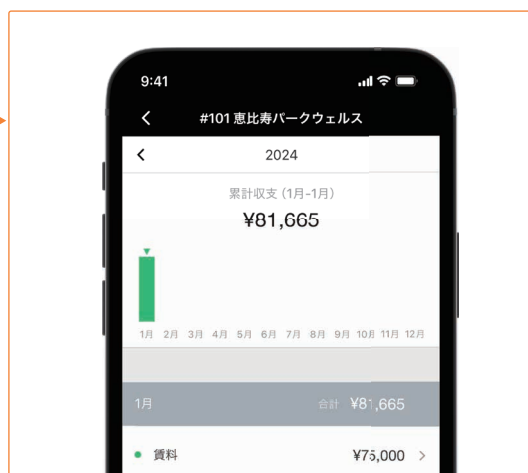 9:41
#101 恵比寿パークウェルス
2024
累計収支（1月-1月）
¥81,665
1月 2月 3月 4月 5月 6月 7月 8月 9月 10月 11月 12月
1月 合計 ¥81,665
賃料 ¥75,000